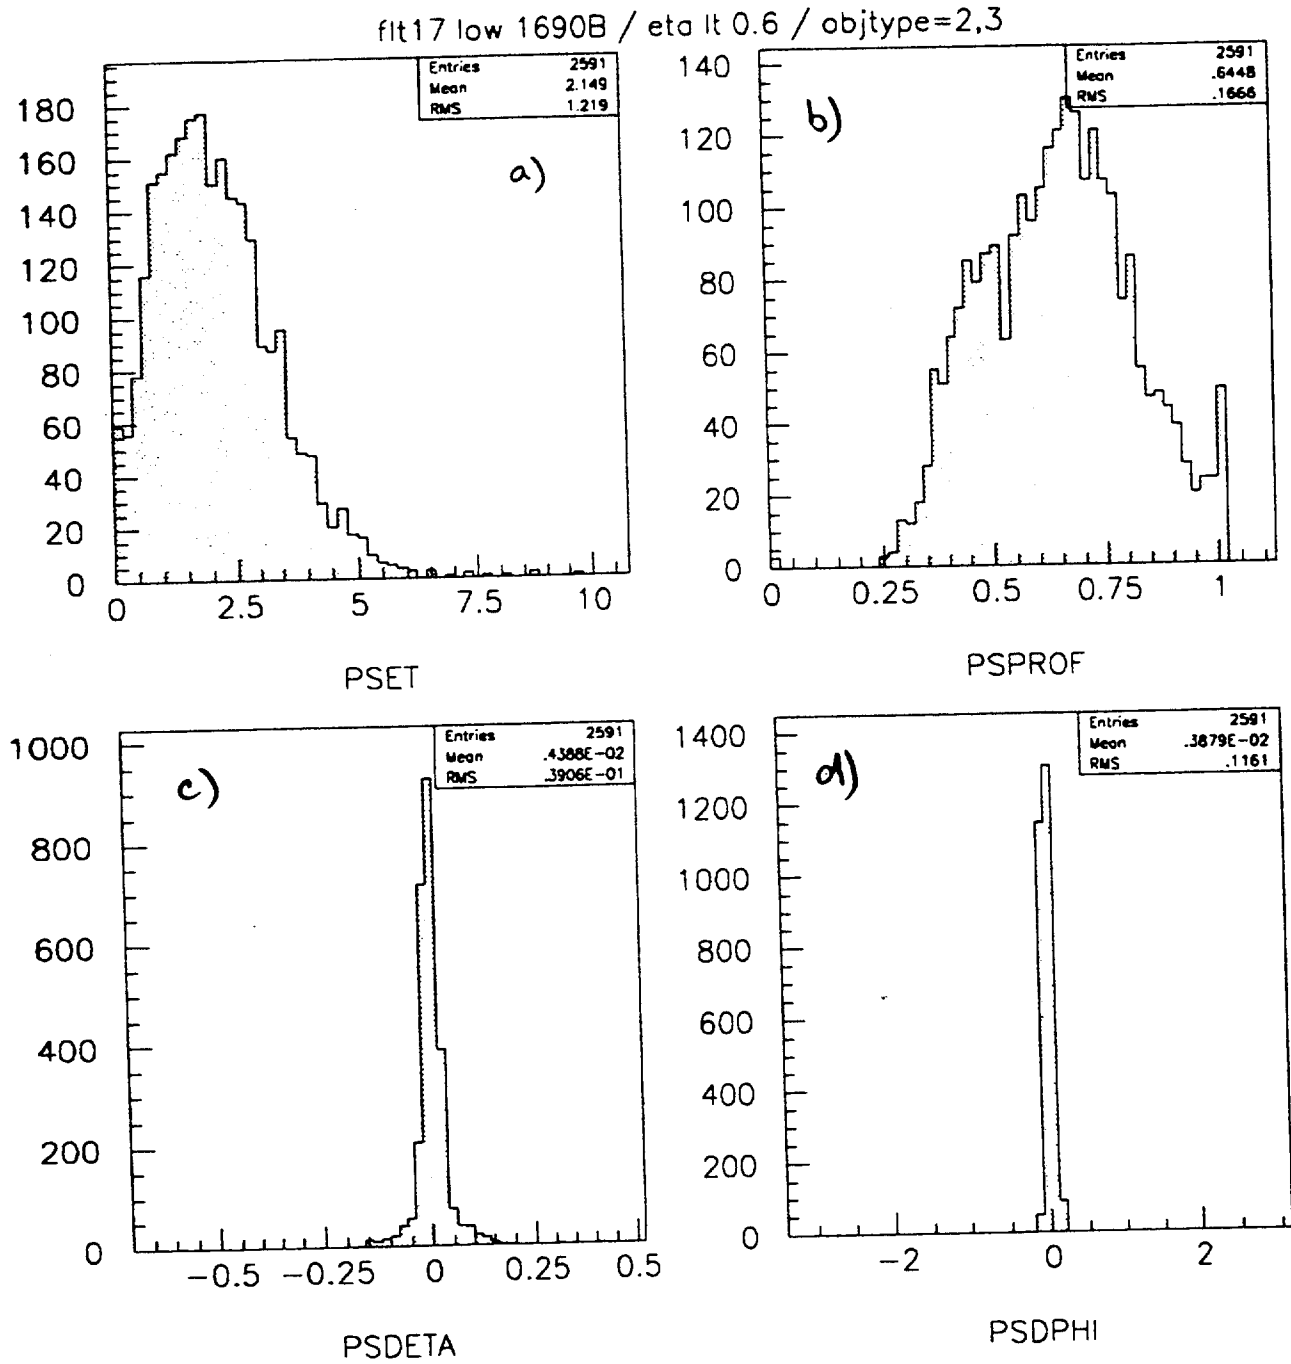 flt17 low 1690B / eta lt 0.6 / objtype=2,3
Entries 2591
Mean 2.149
RMS 1.219
a)
180
160
140
120
100
80
60
40
20
0
0 2.5 5 7.5 10
PSET
Entries 2591
Mean .6448
RMS .1666
b)
140
120
100
80
60
40
20
0
0 0.25 0.5 0.75 1
PSPROF
Entries 2591
Mean .4388E-02
RMS .3906E-01
c)
1000
800
600
400
200
0
-0.5 -0.25 0 0.25 0.5
PSDETA
Entries 2591
Mean .3879E-02
RMS .1161
d)
1400
1200
1000
800
600
400
200
0
-2 0 2
PSDPHI